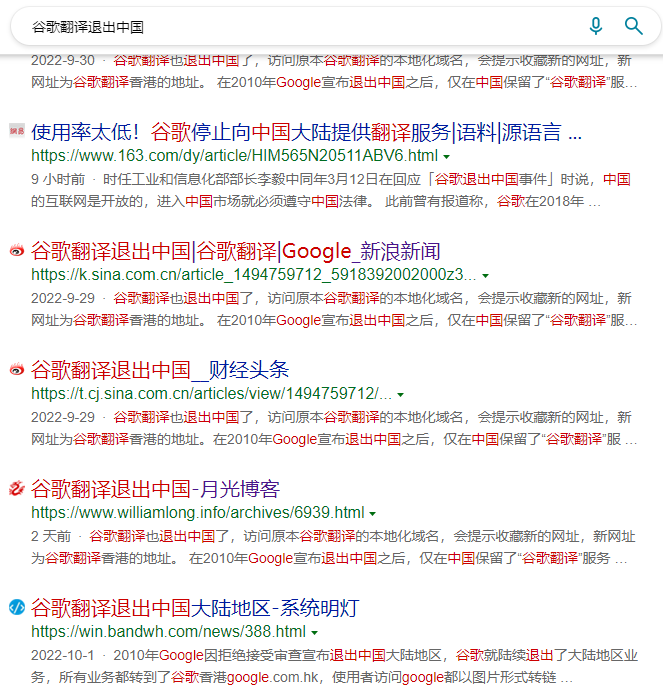 谷歌翻译退出中国
2022-9-30 · 谷歌翻译也退出中国了，访问原本谷歌翻译的本地化域名，会提示收藏新的网址，新
网址为谷歌翻译香港的地址。 在2010年Google宣布退出中国之后，仅在中国保留了“谷歌翻译”服...
使用率太低！谷歌停止向中国大陆提供翻译服务|语料|源语言 ...
https://www.163.com/dy/article/HIM565N20511ABV6.html
9 小时前 · 时任工业和信息化部部长李毅中同年3月12日在回应「谷歌退出中国事件」时说，中国
的互联网是开放的，进入中国市场就必须遵守中国法律。 此前曾有报道称，谷歌在2018年 ...
谷歌翻译退出中国|谷歌翻译|Google_新浪新闻
https://k.sina.com.cn/article_1494759712_5918392002000z3...
2022-9-29 · 谷歌翻译也退出中国了，访问原本谷歌翻译的本地化域名，会提示收藏新的网址，新
网址为谷歌翻译香港的地址。 在2010年Google宣布退出中国之后，仅在中国保留了“谷歌翻译”服...
谷歌翻译退出中国__财经头条
https://t.cj.sina.com.cn/articles/view/1494759712/...
2022-9-29 · 谷歌翻译也退出中国了，访问原本谷歌翻译的本地化域名，会提示收藏新的网址，新
网址为谷歌翻译香港的地址。在2010年Google宣布退出中国之后，仅在中国保留了“谷歌翻译”服 ...
谷歌翻译退出中国-月光博客
https://www.williamlong.info/archives/6939.html
2 天前 · 谷歌翻译也退出中国了，访问原本谷歌翻译的本地化域名，会提示收藏新的网址，新网址
为谷歌翻译香港的地址。 在2010年Google宣布退出中国之后，仅在中国保留了“谷歌翻译”服务 ...
谷歌翻译退出中国大陆地区-系统明灯
https://win.bandwh.com/news/388.html
2022-10-1 · 2010年Google因拒绝接受审查宣布退出中国大陆地区，谷歌就陆续退出了大陆地区业
务，所有业务都转到了谷歌香港google.com.hk，使用者访问google都以图片形式转链 ...